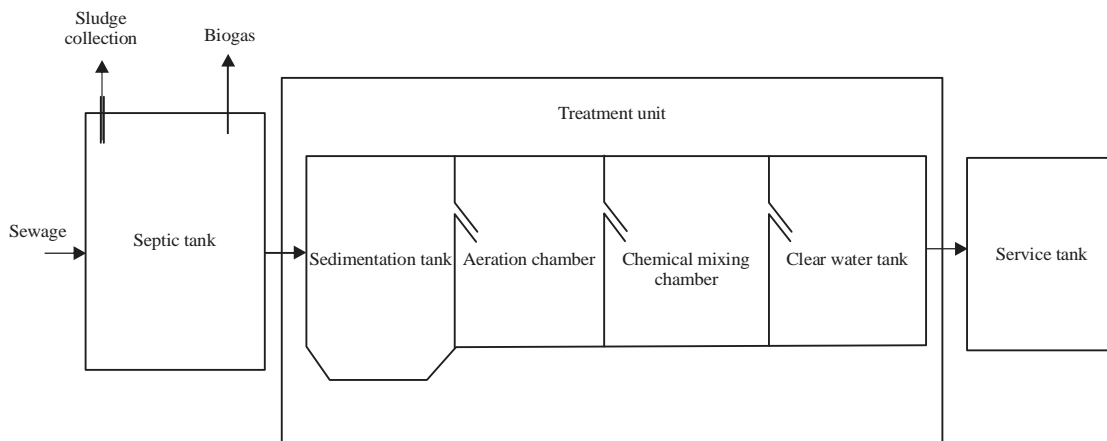 Sludge
collection
Biogas
Treatment unit
Sewage
Septic tank
Sedimentation tank
Aeration chamber
Chemical mixing
chamber
Clear water tank
Service tank